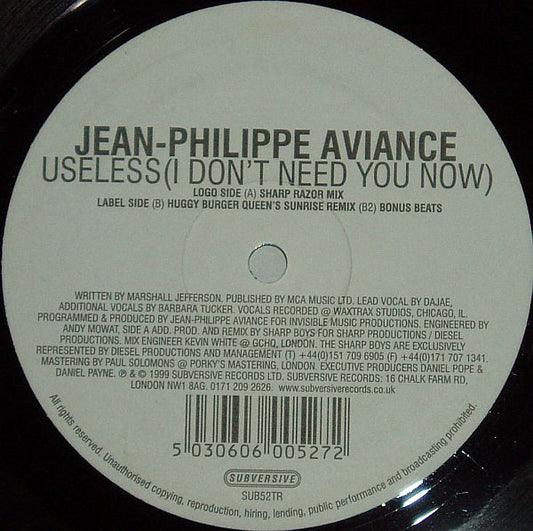 JEAN-PHILIPPE AVIANCE
USELESS (I DON'T NEED YOU NOW)
LOGO SIDE (A) SHARP RAZOR MIX
LABEL SIDE (B) HUGGY BURGER QUEEN'S SUNRISE REMIX (B2) BONUS BEATS
WRITTEN BY MARSHALL JEFFERSON. PUBLISHED BY MCA MUSIC LTD. LEAD VOCAL BY DAJAE,
ADDITIONAL VOCALS BY BARBARA TUCKER. VOCALS RECORDED @ WAXTRAX STUDIOS, CHICAGO, IL.
PROGRAMMED & PRODUCED BY JEAN-PHILIPPE AVIANCE FOR INVISIBLE MUSIC PRODUCTIONS. ENGINEERED BY
ANDY MOWAT, SIDE A ADD. PROD. AND REMIX BY SHARP BOYS FOR SHARP PRODUCTIONS / DIESEL
PRODUCTIONS. MIX ENGINEER KEVIN WHITE @ GCHQ, LONDON. THE SHARP BOYS ARE EXCLUSIVELY
REPRESENTED BY DIESEL PRODUCTIONS AND MANAGEMENT (T) +44(0)151 709 6905 (F) +44(0)171 707 1341.
MASTERING BY PAUL SOLOMONS @ PORKY'S MASTERING, LONDON. EXECUTIVE PRODUCERS DANIEL POPE &
DANIEL PAYNE. ℗ & © 1999 SUBVERSIVE RECORDS LTD. SUBVERSIVE RECORDS: 16 CHALK FARM RD,
LONDON NW1 8AG. 0171 209 2626. www.subversiverecords.co.uk
5 030606 005272
SUBVERSIVE
SUB52TR
All rights reserved. Unauthorised copying, reproduction, hiring, lending, public performance and broadcasting prohibited.